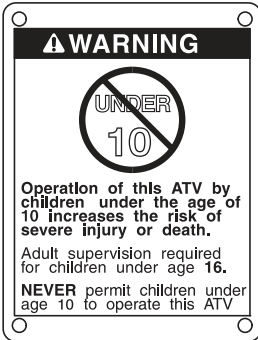 WARNING
UNDER
10
Operation of this ATV by
children under the age of
10 increases the risk of
severe injury or death.
Adult supervision required
for children under age 16.
NEVER permit children under
age 10 to operate this ATV